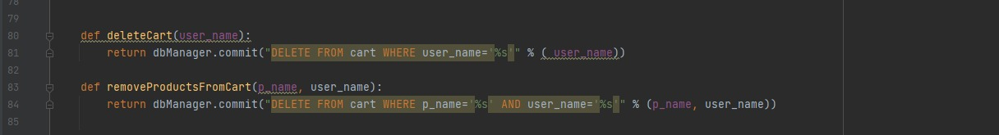 78
79
80 def deleteCart(user_name):
81 return dbManager.commit("DELETE FROM cart WHERE user_name='%s'" % ( user_name))
82
83 def removeProductsFromCart(p_name, user_name):
84 return dbManager.commit("DELETE FROM cart WHERE p_name='%s' AND user_name='%s'" % (p_name, user_name))
85